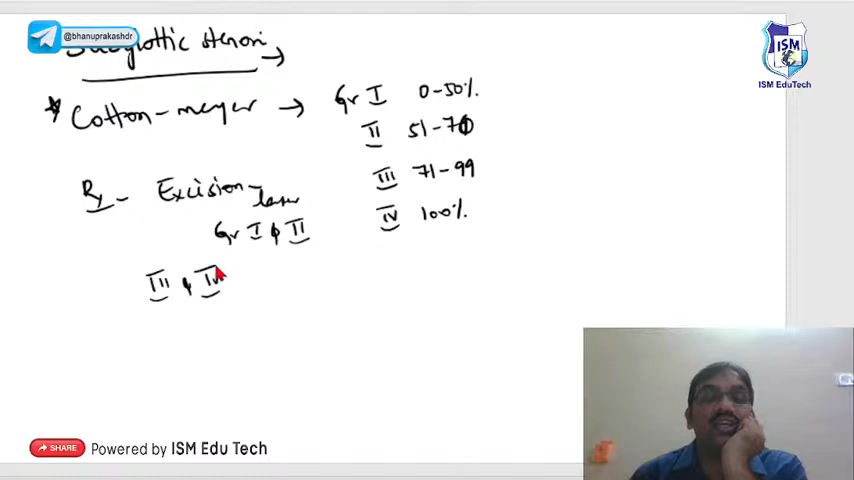 @bhanuprakashdr
Subglottic stenosi →
ISM
ISM EduTech
* Cotton-meyer → Gr I 0-50%
II 51-70
III 71-99
IV 100%
Rx - Excision - laser
Gr I & II
III & IV
SHARE Powered by ISM Edu Tech